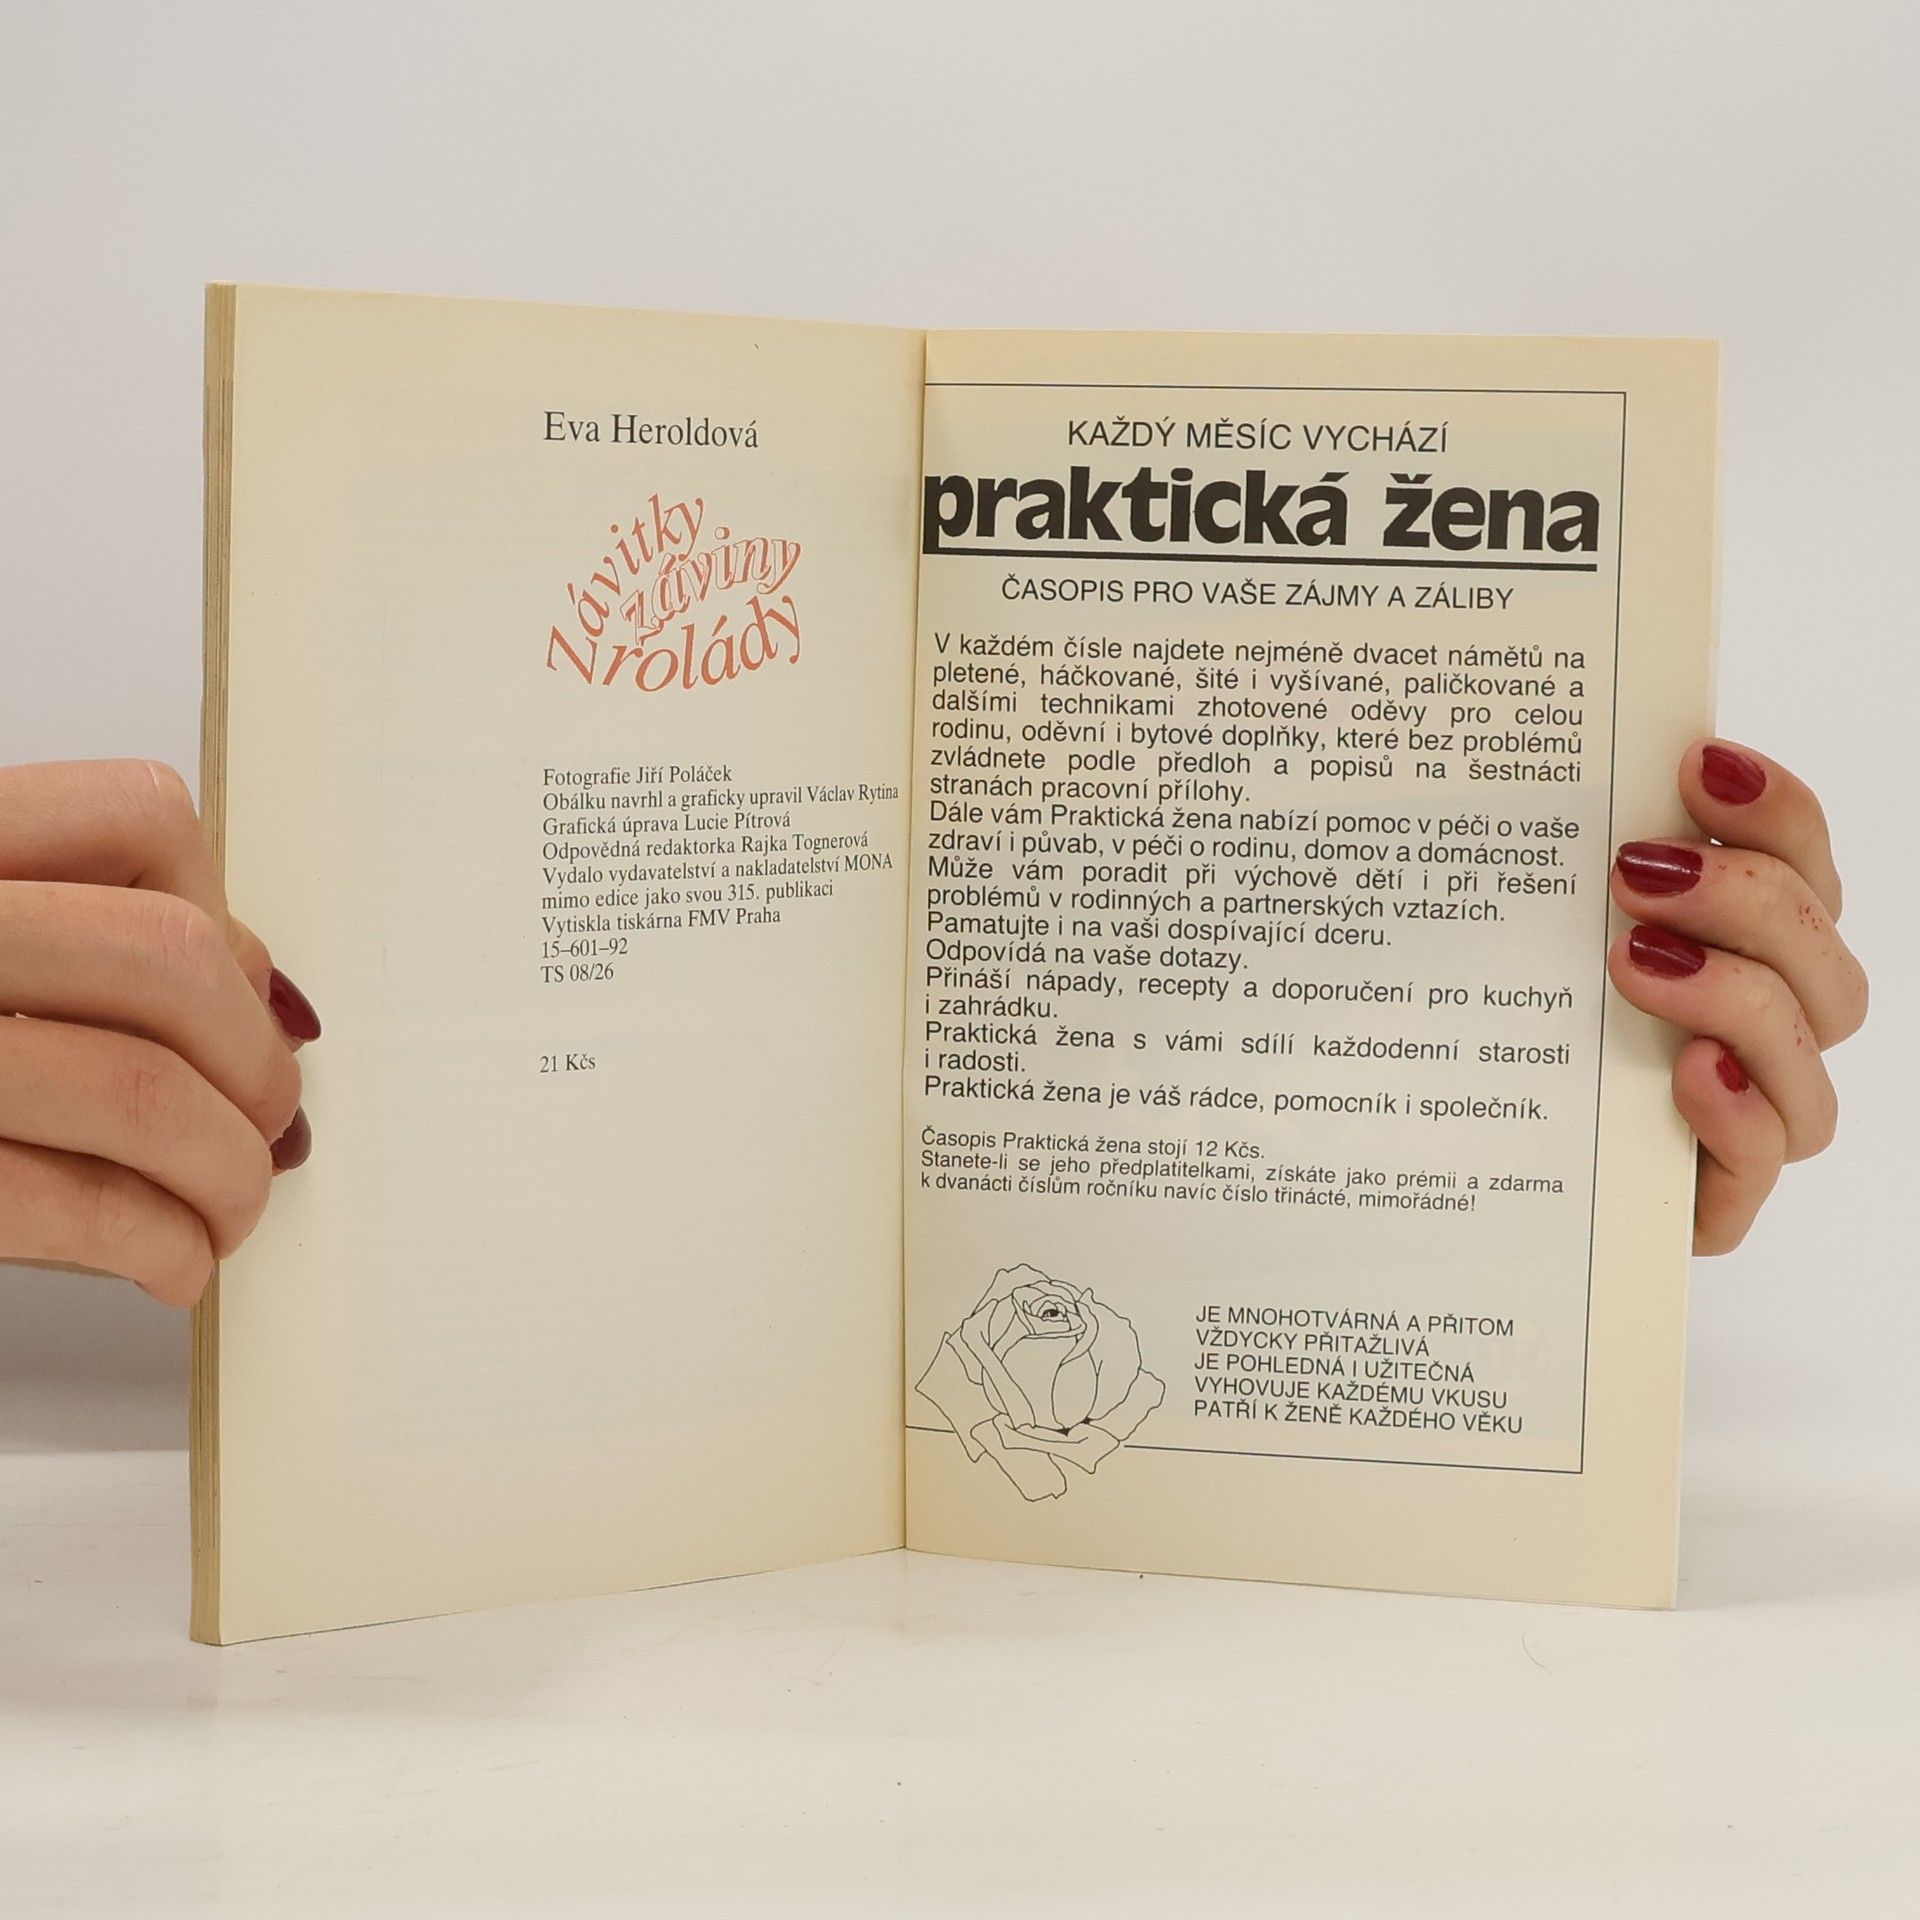 Eva Heroldová
Závitky
záviny
rolády
Fotografie Jiří Poláček
Obálku navrhl a graficky upravil Václav Rytina
Grafická úprava Lucie Pítrová
Odpovědná redaktorka Rajka Tognerová
Vydalo vydavatelství a nakladatelství MONA
mimo edice jako svou 315. publikaci
Vytiskla tiskárna FMV Praha
15–601–92
TS 08/26
21 Kčs
KAŽDÝ MĚSÍC VYCHÁZÍ
praktická žena
ČASOPIS PRO VAŠE ZÁJMY A ZÁLIBY
V každém čísle najdete nejméně dvacet námětů na
pletené, háčkované, šité i vyšívané, paličkované a
dalšími technikami zhotovené oděvy pro celou
rodinu, oděvní i bytové doplňky, které bez problémů
zvládnete podle předloh a popisů na šestnácti
stranách pracovní přílohy.
Dále vám Praktická žena nabízí pomoc v péči o vaše
zdraví i půvab, v péči o rodinu, domov a domácnost.
Může vám poradit při výchově dětí i při řešení
problémů v rodinných a partnerských vztazích.
Pamatujte i na vaši dospívající dceru.
Odpovídá na vaše dotazy.
Přináší nápady, recepty a doporučení pro kuchyň
i zahrádku.
Praktická žena s vámi sdílí každodenní starosti
i radosti.
Praktická žena je váš rádce, pomocník i společník.
Časopis Praktická žena stojí 12 Kčs.
Stanete-li se jeho předplatitelkami, získáte jako prémii a zdarma
k dvanácti číslům ročníku navíc číslo třinácté, mimořádné!
JE MNOHOTVÁRNÁ A PŘITOM
VŽDYCKY PŘITAŽLIVÁ
JE POHLEDNÁ I UŽITEČNÁ
VYHOVUJE KAŽDÉMU VKUSU
PATŘÍ K ŽENĚ KAŽDÉHO VĚKU